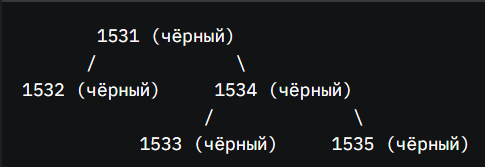 1531 (чёрный)
/ \
1532 (чёрный) 1534 (чёрный)
/ \
1533 (чёрный) 1535 (чёрный)